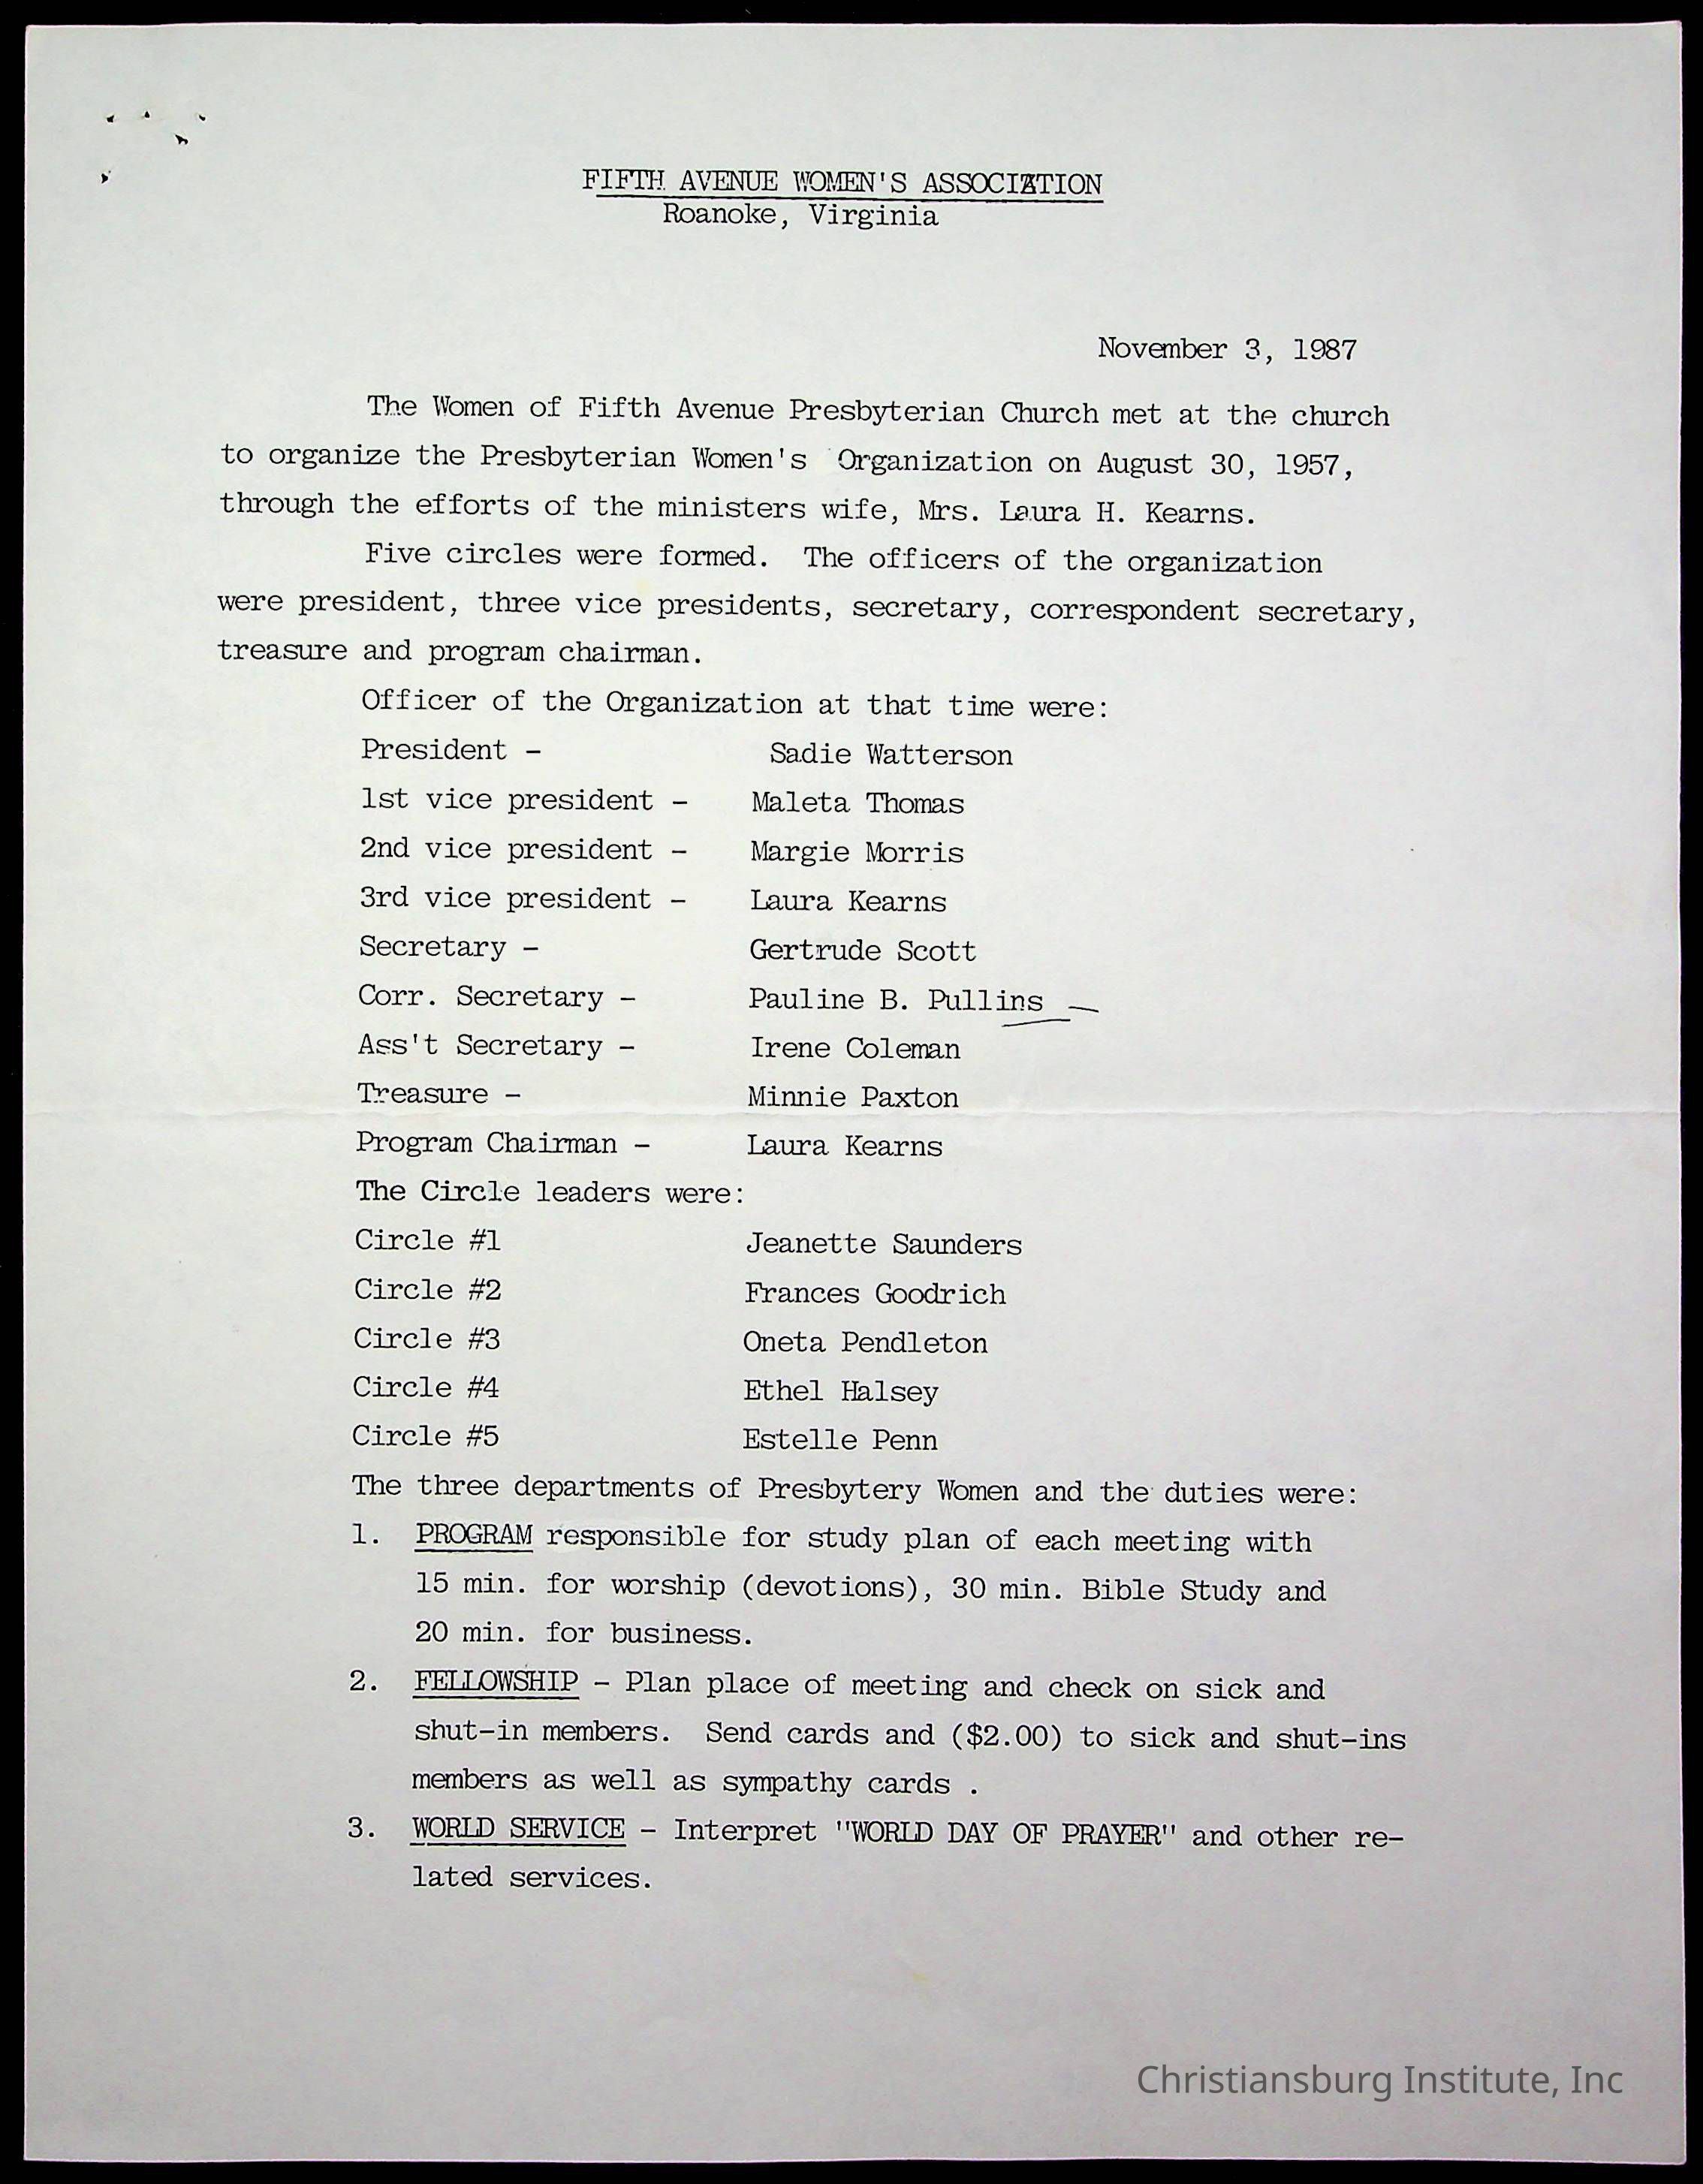 FIFTH AVENUE WOMEN'S ASSOCIATION
Roanoke, Virginia
November 3, 1987
The Women of Fifth Avenue Presbyterian Church met at the church
to organize the Presbyterian Women's Organization on August 30, 1957,
through the efforts of the ministers wife, Mrs. Laura H. Kearns.
Five circles were formed. The officers of the organization
were president, three vice presidents, secretary, correspondent secretary,
treasure and program chairman.
Officer of the Organization at that time were:
President - Sadie Watterson
1st vice president - Maleta Thomas
2nd vice president - Margie Morris
3rd vice president - Laura Kearns
Secretary - Gertrude Scott
Corr. Secretary - Pauline B. Pullins
Ass't Secretary - Irene Coleman
Treasure - Minnie Paxton
Program Chairman - Laura Kearns
The Circle leaders were:
Circle #1 Jeanette Saunders
Circle #2 Frances Goodrich
Circle #3 Oneta Pendleton
Circle #4 Ethel Halsey
Circle #5 Estelle Penn
The three departments of Presbytery Women and the duties were:
1. PROGRAM responsible for study plan of each meeting with
15 min. for worship (devotions), 30 min. Bible Study and
20 min. for business.
2. FELLOWSHIP - Plan place of meeting and check on sick and
shut-in members. Send cards and ($2.00) to sick and shut-ins
members as well as sympathy cards .
3. WORLD SERVICE - Interpret "WORLD DAY OF PRAYER" and other re-
lated services.
Christiansburg Institute, Inc